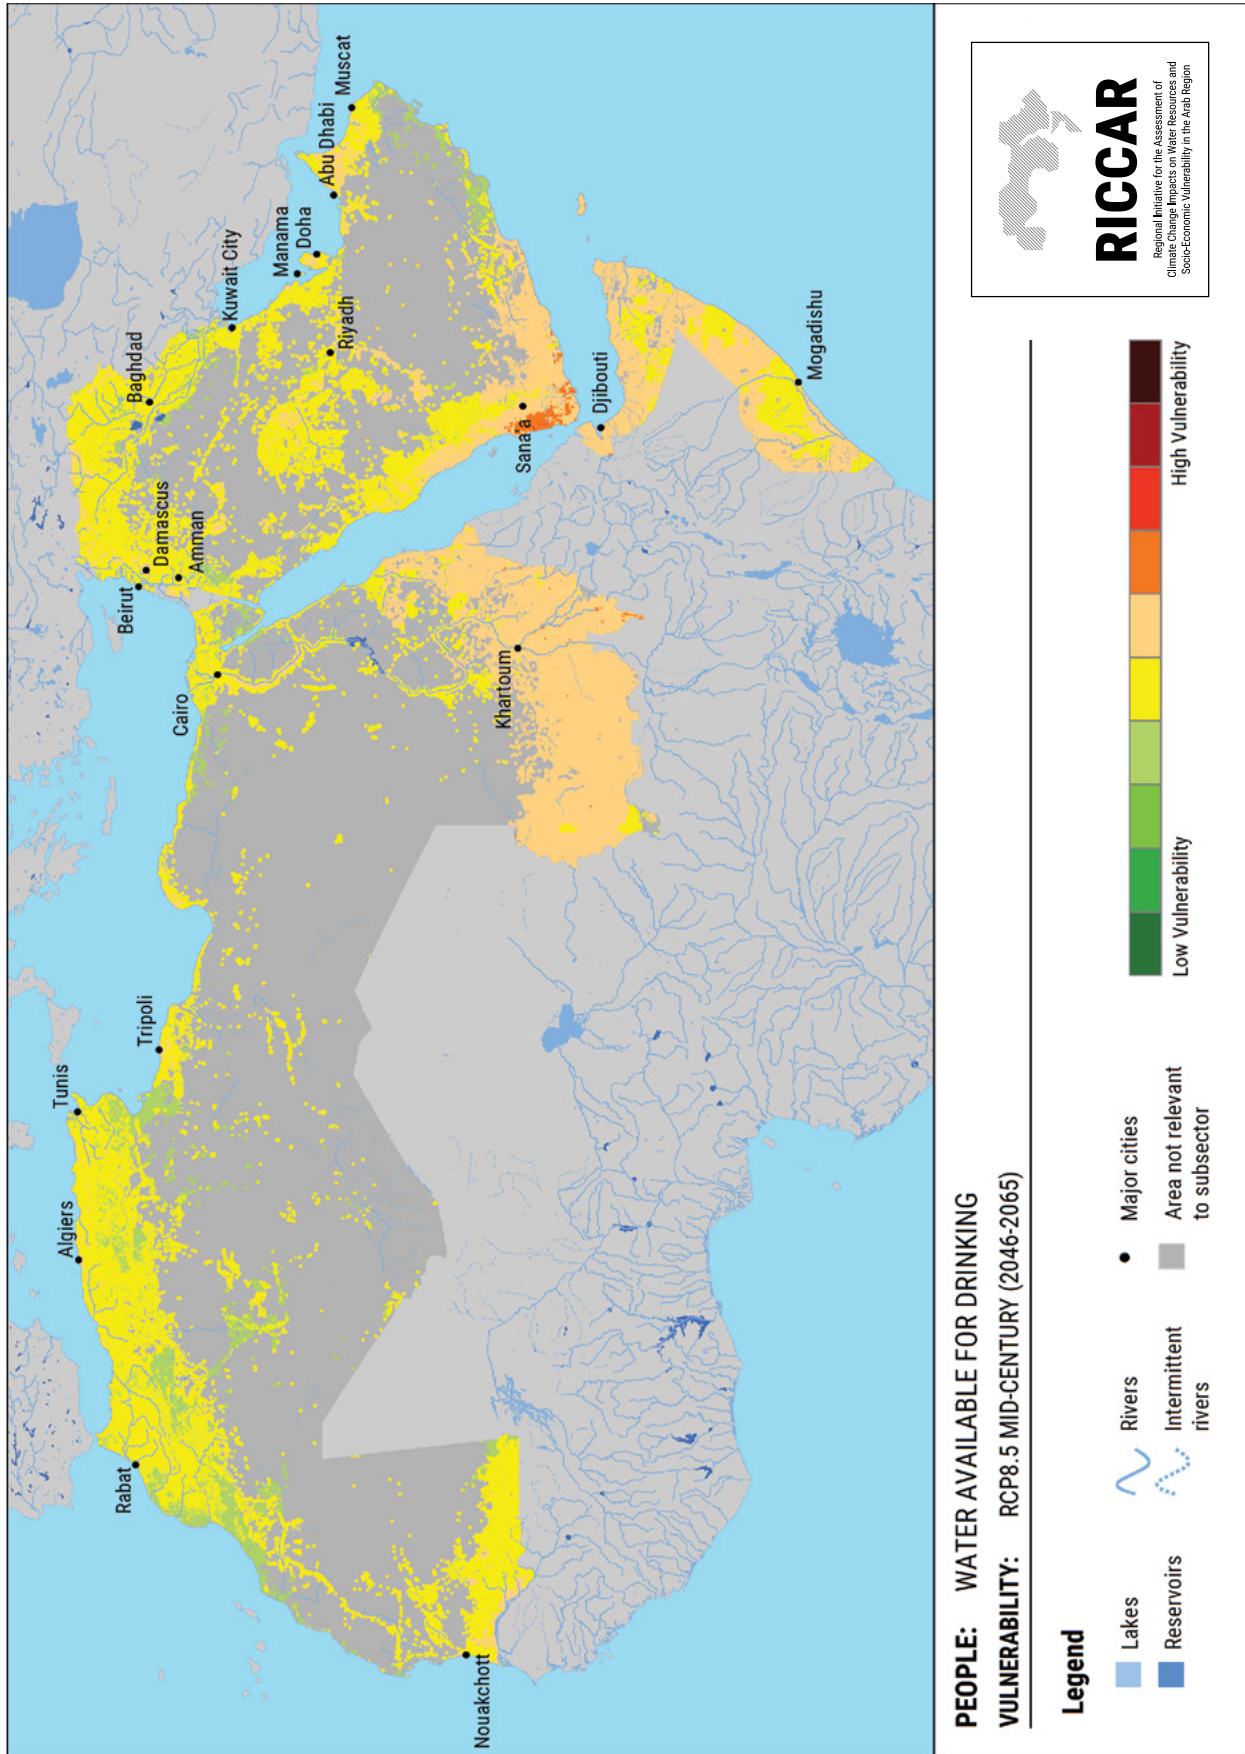 Rabat
Algiers
Tunis
Tripoli
Nouakchott
Cairo
Beirut
Damascus
Amman
Baghdad
Kuwait City
Manama
Doha
Abu Dhabi
Muscat
Riyadh
Sana'a
Khartoum
Djibouti
Mogadishu
PEOPLE: WATER AVAILABLE FOR DRINKING
VULNERABILITY: RCP8.5 MID-CENTURY (2046-2065)
Legend
Lakes
Reservoirs
Rivers
Intermittent
rivers
Major cities
Area not relevant
to subsector
Low Vulnerability
High Vulnerability
RICCAR
Regional Initiative for the Assessment of
Climate Change Impacts on Water Resources and
Socio-Economic Vulnerability in the Arab Region